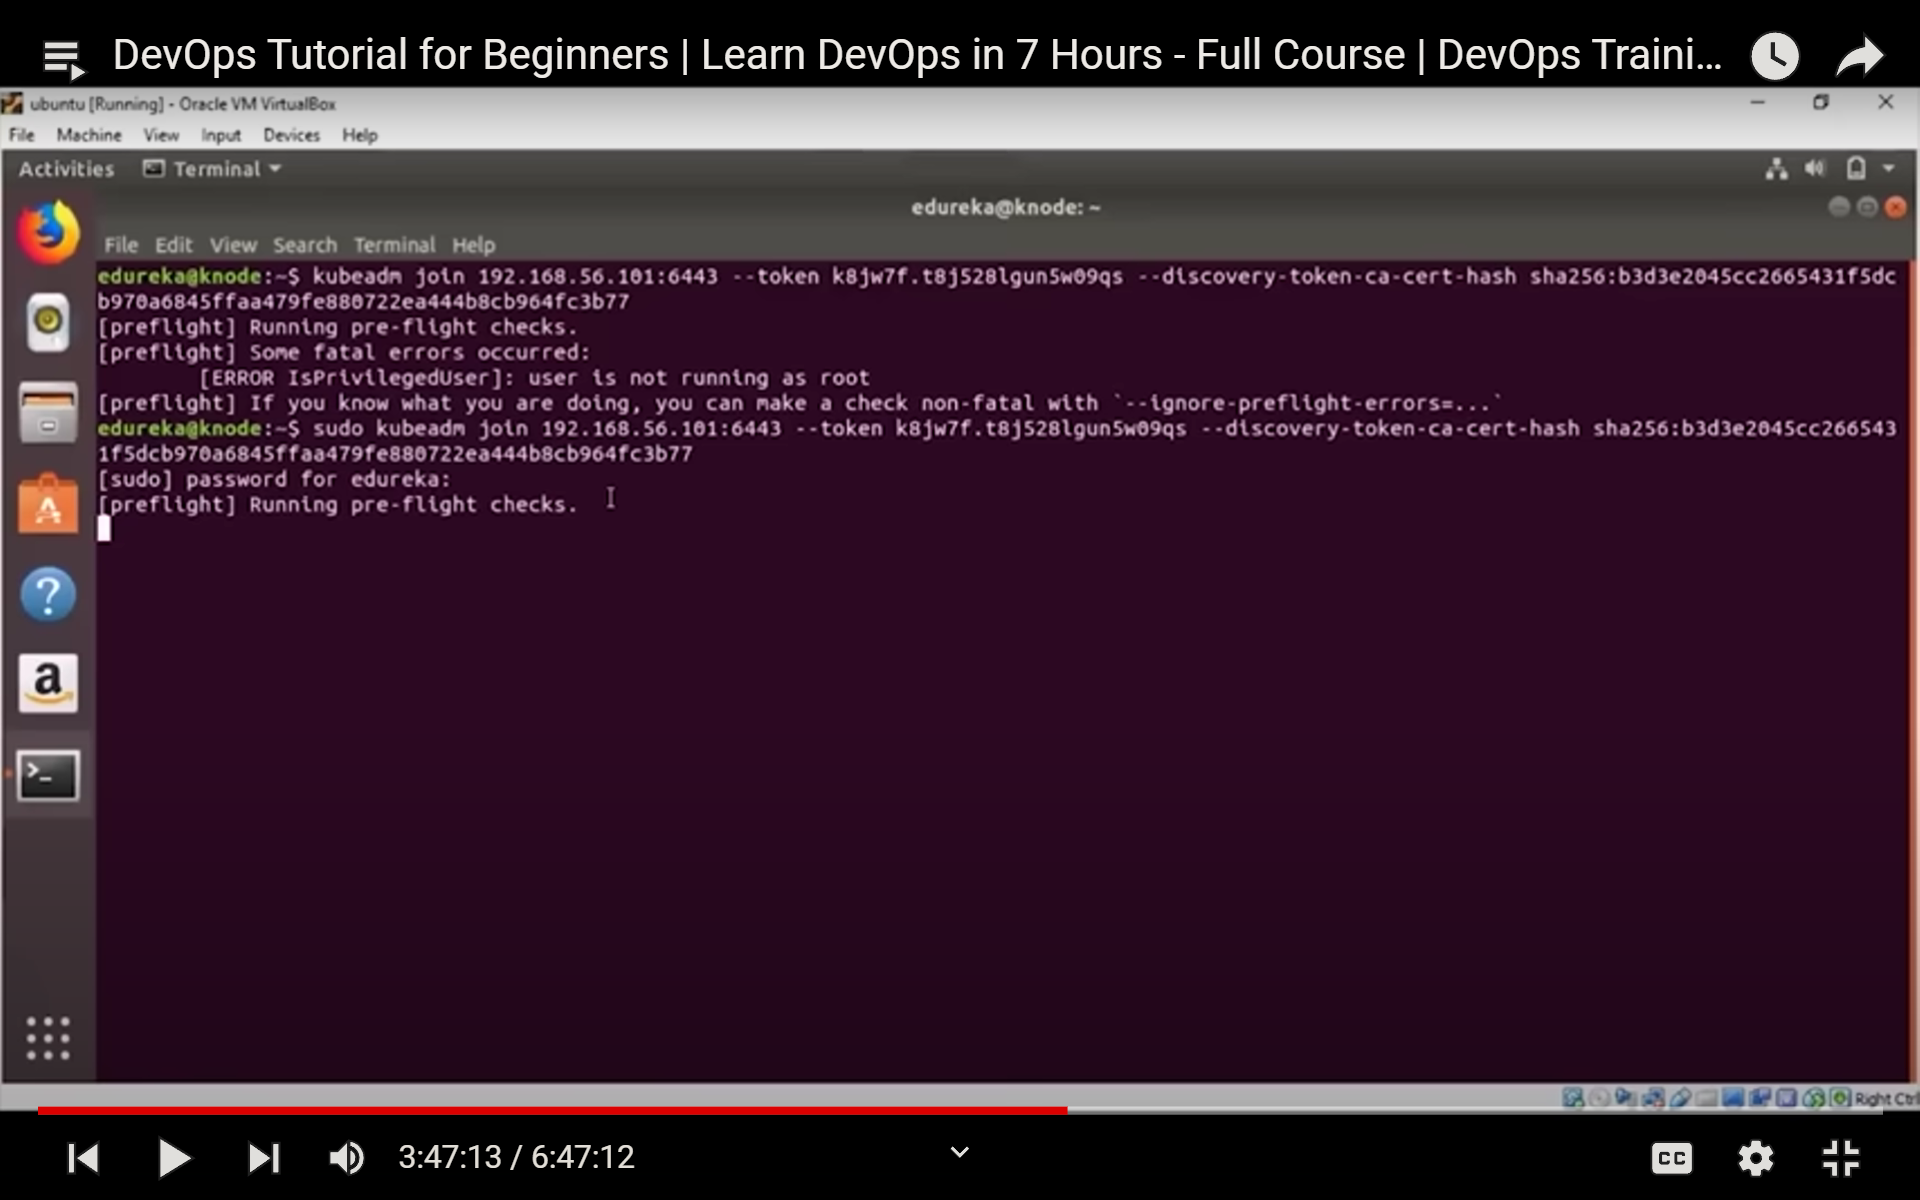 DevOps Tutorial for Beginners | Learn DevOps in 7 Hours - Full Course | DevOps Traini...
ubuntu [Running] - Oracle VM VirtualBox
File Machine View Input Devices Help
Activities Terminal
edureka@knode: ~
File Edit View Search Terminal Help
edureka@knode:~$ kubeadm join 192.168.56.101:6443 --token k8jw7f.t8j528lgun5w09qs --discovery-token-ca-cert-hash sha256:b3d3e2045cc2665431f5dc
b970a6845ffaa479fe880722ea444b8cb964fc3b77
[preflight] Running pre-flight checks.
[preflight] Some fatal errors occurred:
[ERROR IsPrivilegedUser]: user is not running as root
[preflight] If you know what you are doing, you can make a check non-fatal with `--ignore-preflight-errors=...`
edureka@knode:~$ sudo kubeadm join 192.168.56.101:6443 --token k8jw7f.t8j528lgun5w09qs --discovery-token-ca-cert-hash sha256:b3d3e2045cc266543
1f5dcb970a6845ffaa479fe880722ea444b8cb964fc3b77
[sudo] password for edureka:
[preflight] Running pre-flight checks.
Right Ctrl
3:47:13 / 6:47:12
CC